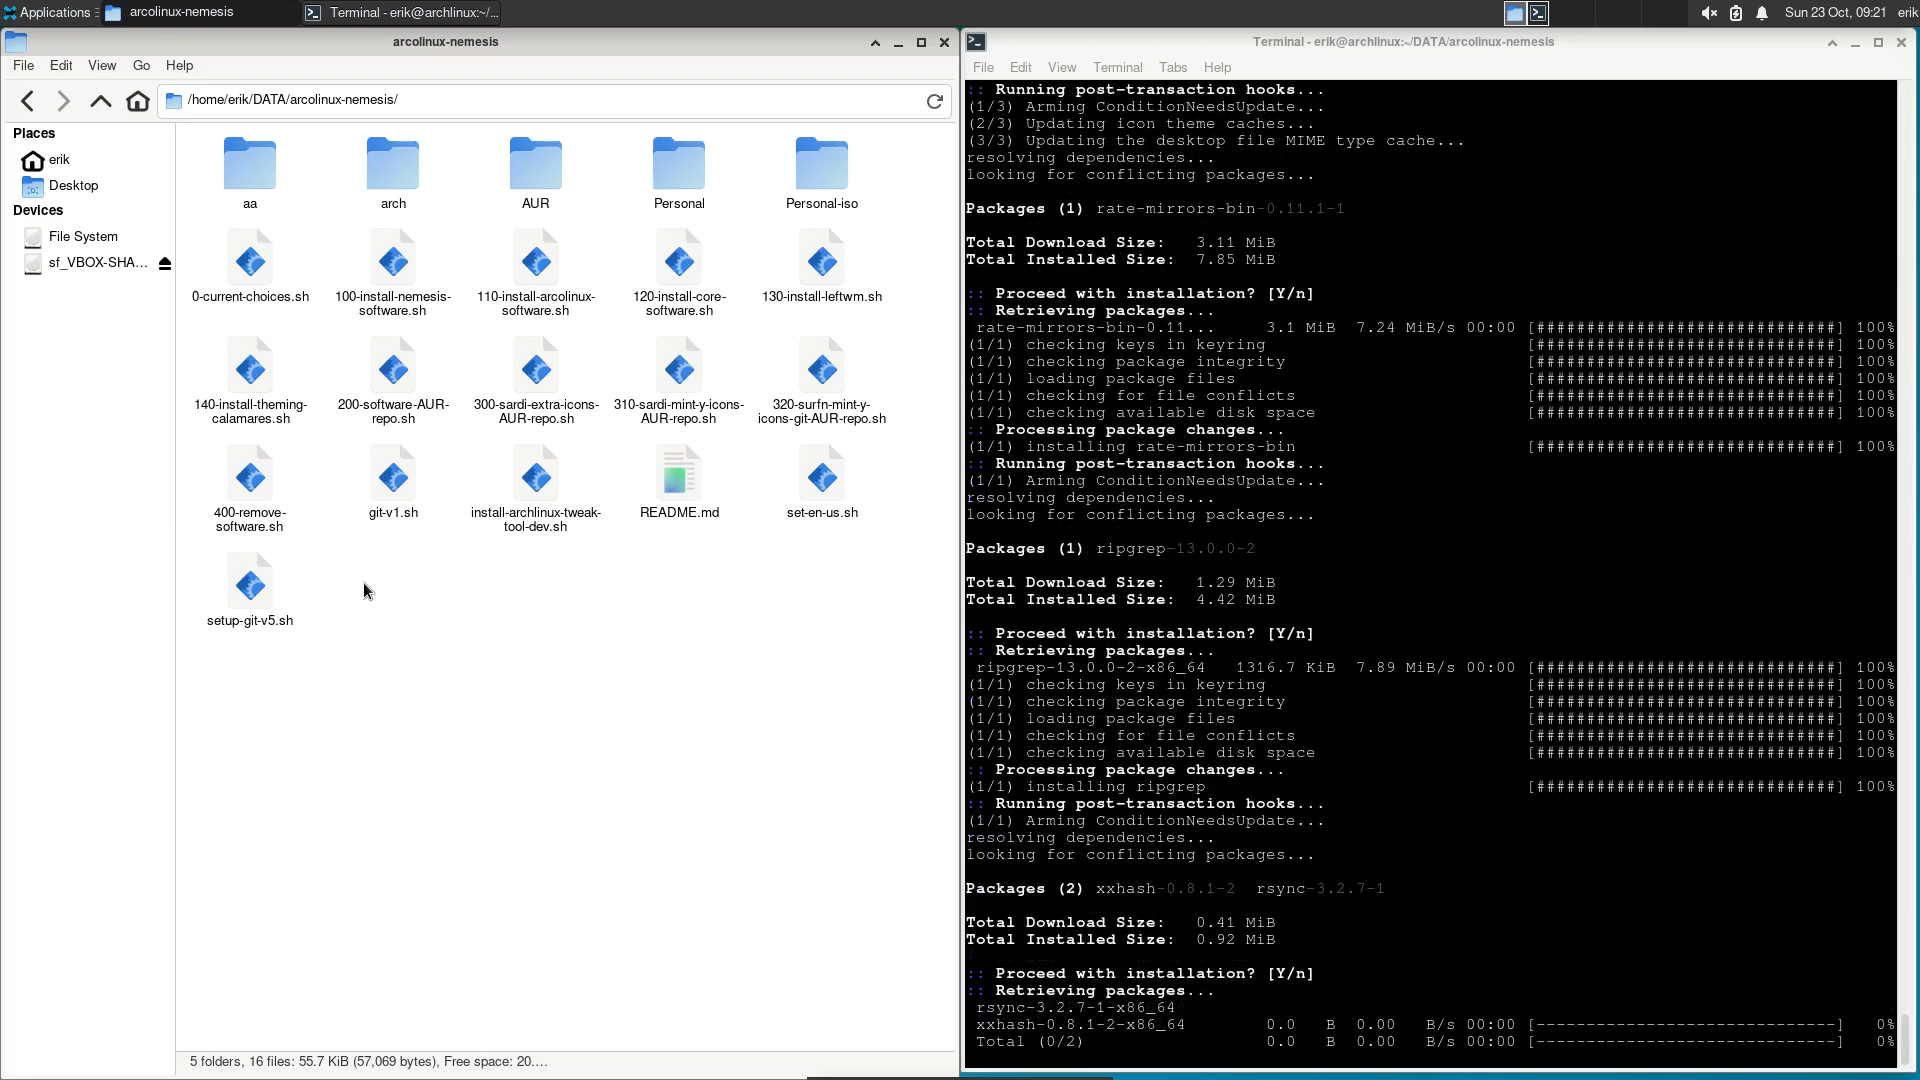 Applications
arcolinux-nemesis
Terminal - erik@archlinux:~/...
Sun 23 Oct, 09:21
erik
arcolinux-nemesis
File Edit View Go Help
/home/erik/DATA/arcolinux-nemesis/
Places
erik
Desktop
Devices
File System
sf_VBOX-SHA...
aa
arch
AUR
Personal
Personal-iso
0-current-choices.sh
100-install-nemesis-
software.sh
110-install-arcolinux-
software.sh
120-install-core-
software.sh
130-install-leftwm.sh
140-install-theming-
calamares.sh
200-software-AUR-
repo.sh
300-sardi-extra-icons-
AUR-repo.sh
310-sardi-mint-y-icons-
AUR-repo.sh
320-surfn-mint-y-
icons-git-AUR-repo.sh
400-remove-
software.sh
git-v1.sh
install-archlinux-tweak-
tool-dev.sh
README.md
set-en-us.sh
setup-git-v5.sh
5 folders, 16 files: 55.7 KiB (57,069 bytes), Free space: 20....
Terminal - erik@archlinux:~/DATA/arcolinux-nemesis
File Edit View Terminal Tabs Help
:: Running post-transaction hooks...
(1/3) Arming ConditionNeedsUpdate...
(2/3) Updating icon theme caches...
(3/3) Updating the desktop file MIME type cache...
resolving dependencies...
looking for conflicting packages...
Packages (1) rate-mirrors-bin-0.11.1-1
Total Download Size: 3.11 MiB
Total Installed Size: 7.85 MiB
:: Proceed with installation? [Y/n]
:: Retrieving packages...
rate-mirrors-bin-0.11... 3.1 MiB 7.24 MiB/s 00:00 [##############################] 100%
(1/1) checking keys in keyring [##############################] 100%
(1/1) checking package integrity [##############################] 100%
(1/1) loading package files [##############################] 100%
(1/1) checking for file conflicts [##############################] 100%
(1/1) checking available disk space [##############################] 100%
:: Processing package changes...
(1/1) installing rate-mirrors-bin [##############################] 100%
:: Running post-transaction hooks...
(1/1) Arming ConditionNeedsUpdate...
resolving dependencies...
looking for conflicting packages...
Packages (1) ripgrep-13.0.0-2
Total Download Size: 1.29 MiB
Total Installed Size: 4.42 MiB
:: Proceed with installation? [Y/n]
:: Retrieving packages...
ripgrep-13.0.0-2-x86_64 1316.7 KiB 7.89 MiB/s 00:00 [##############################] 100%
(1/1) checking keys in keyring [##############################] 100%
(1/1) checking package integrity [##############################] 100%
(1/1) loading package files [##############################] 100%
(1/1) checking for file conflicts [##############################] 100%
(1/1) checking available disk space [##############################] 100%
:: Processing package changes...
(1/1) installing ripgrep [##############################] 100%
:: Running post-transaction hooks...
(1/1) Arming ConditionNeedsUpdate...
resolving dependencies...
looking for conflicting packages...
Packages (2) xxhash-0.8.1-2 rsync-3.2.7-1
Total Download Size: 0.41 MiB
Total Installed Size: 0.92 MiB
:: Proceed with installation? [Y/n]
:: Retrieving packages...
rsync-3.2.7-1-x86_64
xxhash-0.8.1-2-x86_64 0.0 B 0.00 B/s 00:00 [------------------------------] 0%
Total (0/2) 0.0 B 0.00 B/s 00:00 [------------------------------] 0%